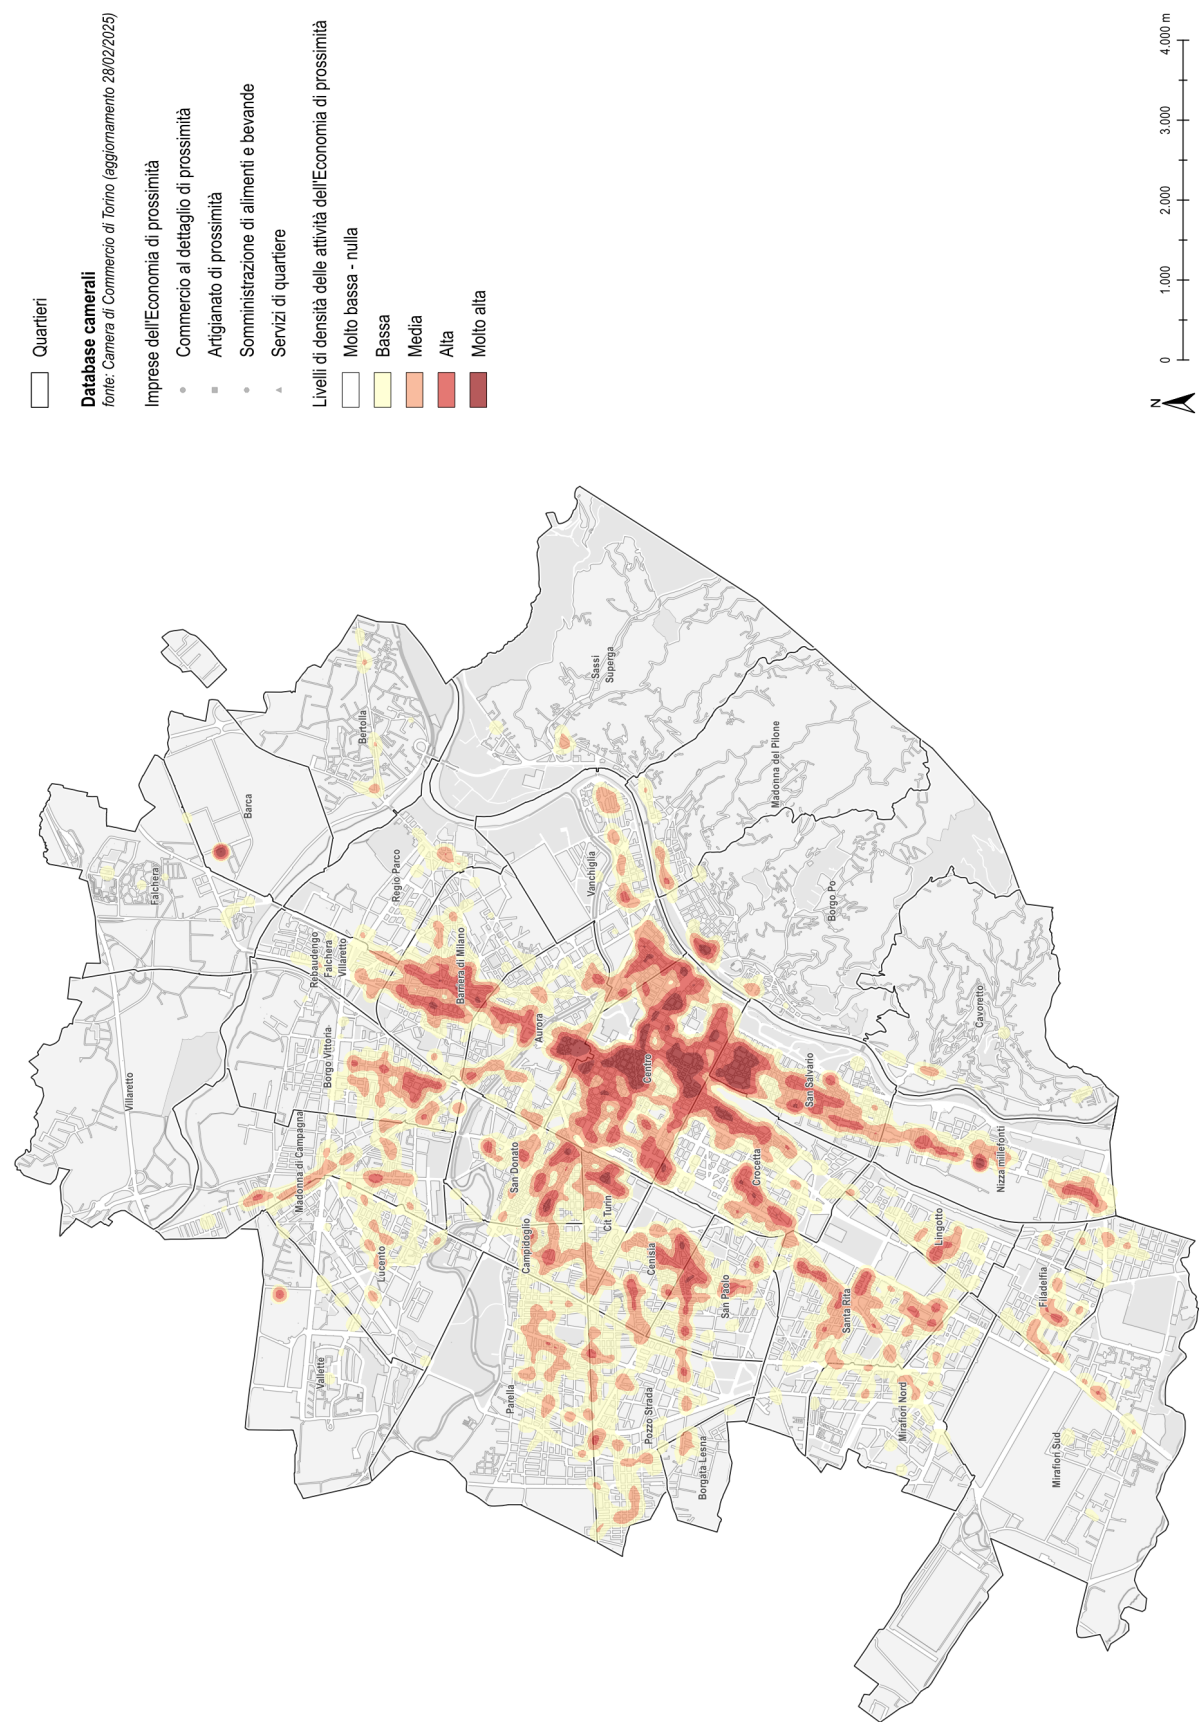 Quartieri
Database camerali
fonte: Camera di Commercio di Torino (aggiornamento 28/02/2025)
Imprese dell'Economia di prossimità
Commercio al dettaglio di prossimità
Artigianato di prossimità
Somministrazione di alimenti e bevande
Servizi di quartiere
Livelli di densità delle attività dell'Economia di prossimità
Molto bassa - nulla
Bassa
Media
Alta
Molto alta
N
0
1.000
2.000
3.000
4.000 m
Villaretto
Falchera
Barca
Bertolla
Rebaudengo
Falchera
Villaretto
Regio Parco
Borgo Vittoria
Madonna di Campagna
Barriera di Milano
Lucento
Vallette
Aurora
Vanchiglia
Sassi
Superga
Madonna del Pilone
Borgo Po
Cavoretto
San Donato
Campidoglio
Parella
Cit Turin
Centro
Cenisia
Pozzo Strada
Borgata Lesna
San Paolo
Crocetta
San Salvario
Santa Rita
Mirafiori Nord
Lingotto
Nizza millefonti
Filadelfia
Mirafiori Sud